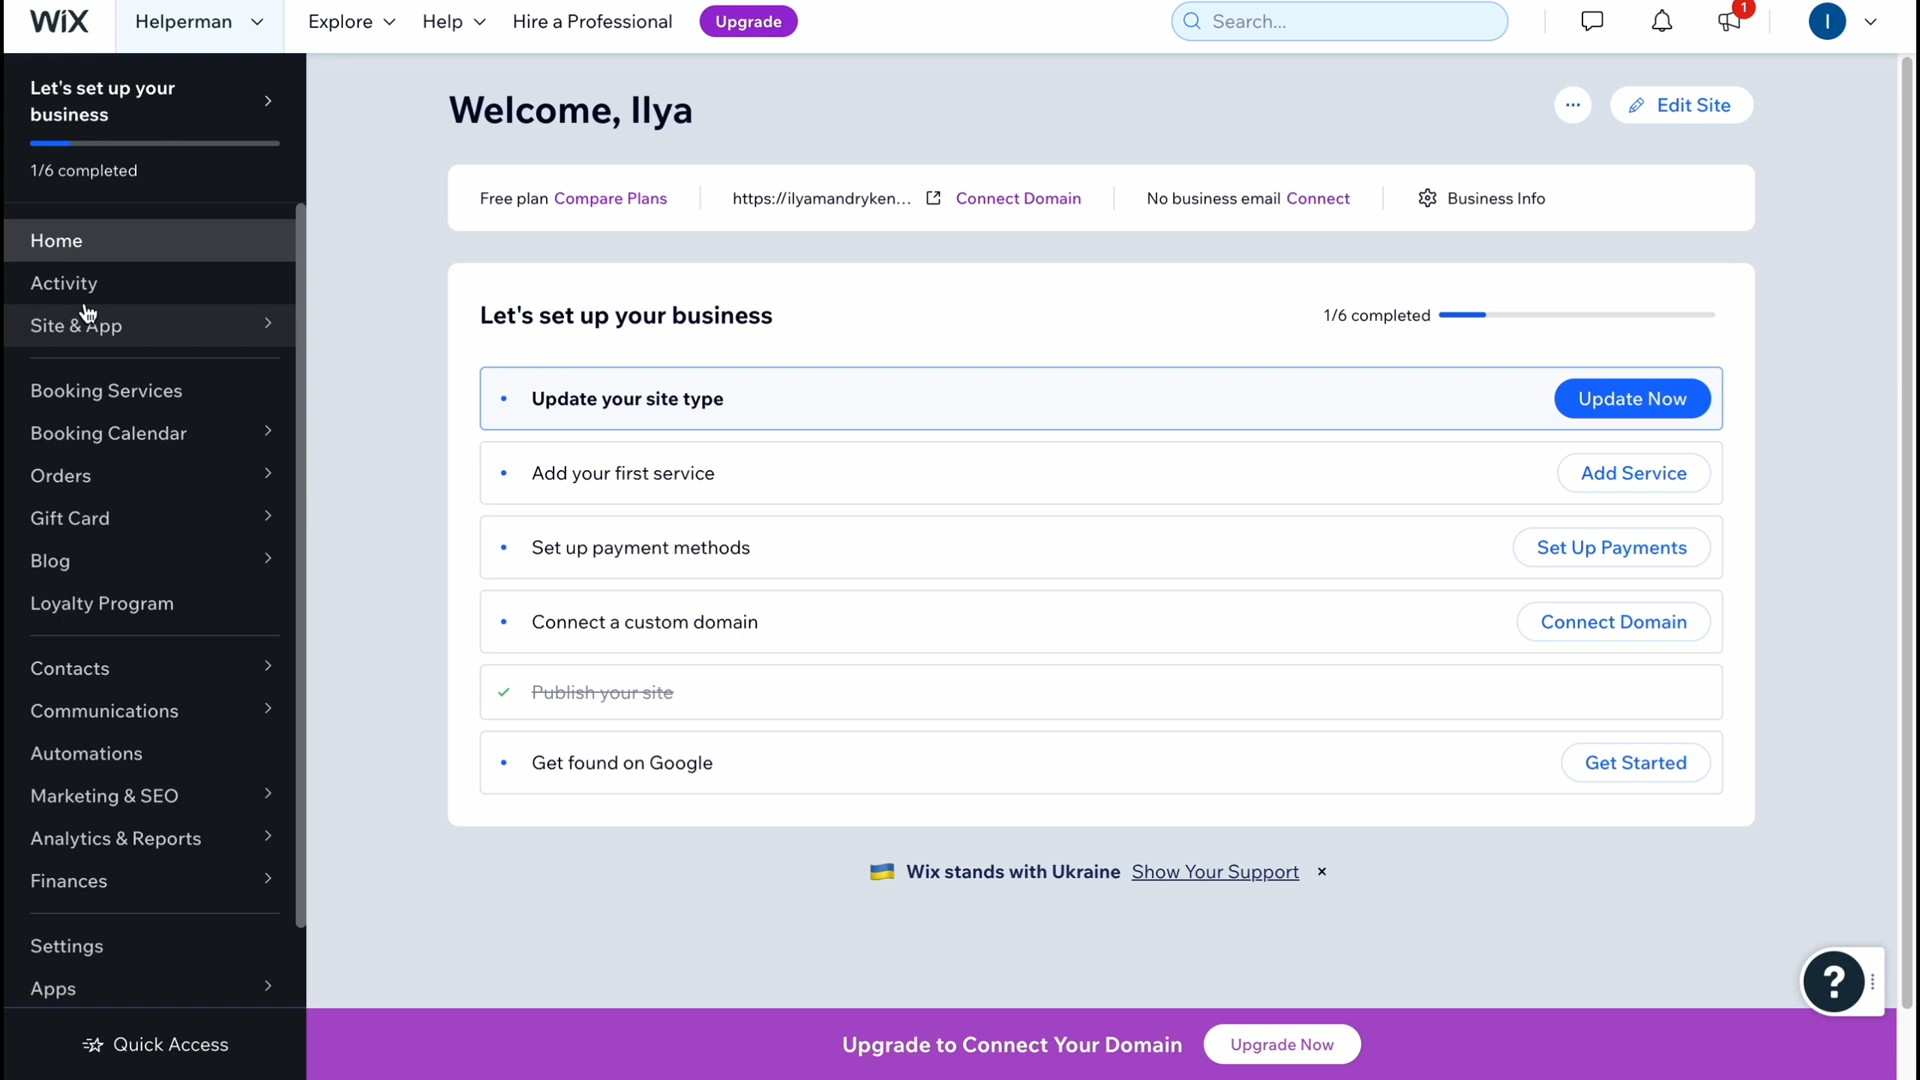 WiX
Helperman
Explore
Help
Hire a Professional
Upgrade
Search...
1
I
Let's set up your
business
1/6 completed
Home
Activity
Site & App
Booking Services
Booking Calendar
Orders
Gift Card
Blog
Loyalty Program
Contacts
Communications
Automations
Marketing & SEO
Analytics & Reports
Finances
Settings
Apps
Quick Access
Welcome, Ilya
Edit Site
Free plan Compare Plans
https://ilyamandryken... Connect Domain
No business email Connect
Business Info
Let's set up your business
1/6 completed
Update your site type
Update Now
Add your first service
Add Service
Set up payment methods
Set Up Payments
Connect a custom domain
Connect Domain
Publish your site
Get found on Google
Get Started
Wix stands with Ukraine Show Your Support
?
Upgrade to Connect Your Domain
Upgrade Now